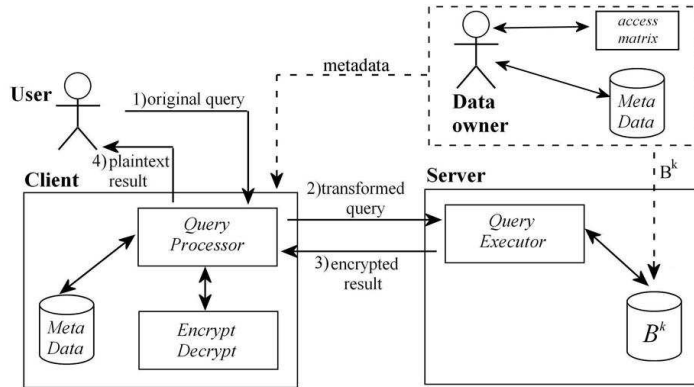 User
1)original query
metadata
access
matrix
Data
owner
Meta
Data
4)plaintext
result
Client
2)transformed
query
Server
B^k
Query
Processor
Query
Executor
3)encrypted
result
Meta
Data
Encrypt
Decrypt
B^k